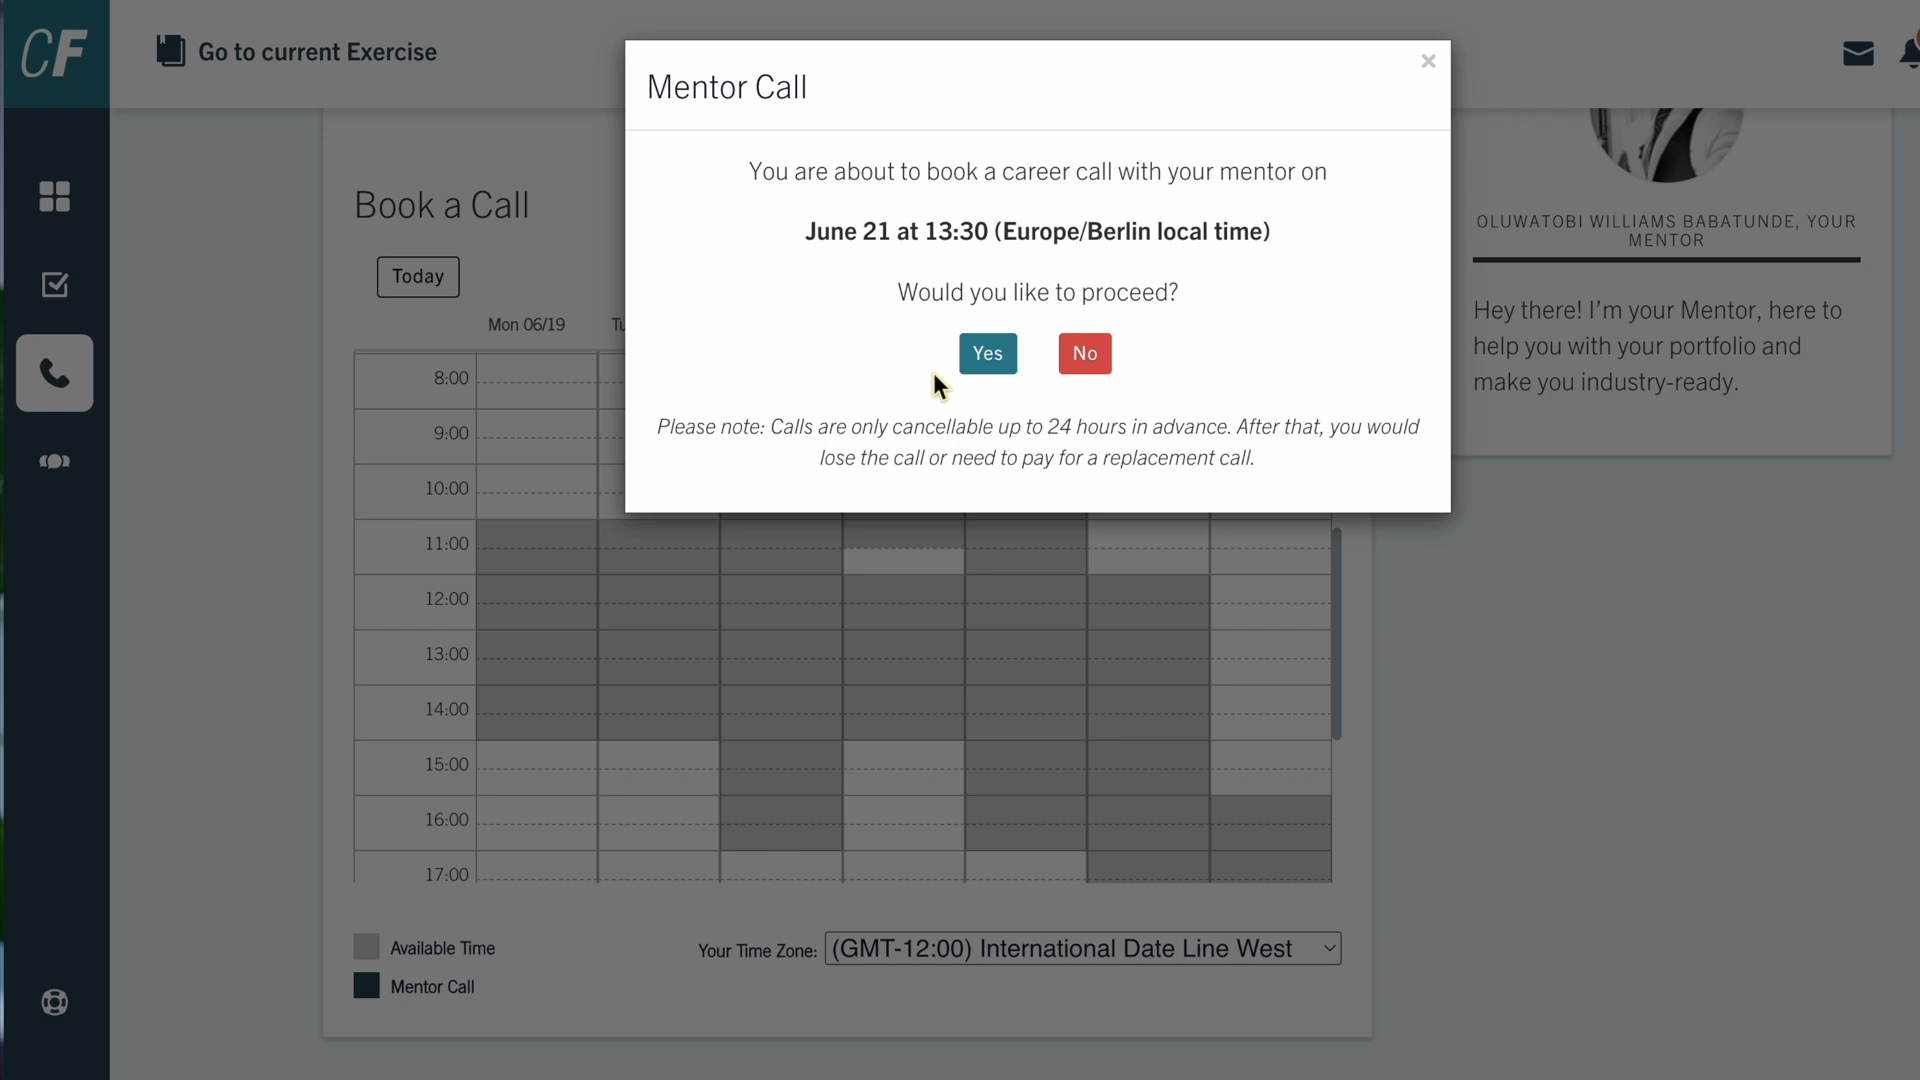 CF
Go to current Exercise
Mentor Call
×
You are about to book a career call with your mentor on
June 21 at 13:30 (Europe/Berlin local time)
Would you like to proceed?
Yes
No
Please note: Calls are only cancellable up to 24 hours in advance. After that, you would
lose the call or need to pay for a replacement call.
Book a Call
Today
Mon 06/19
Tu
8:00
9:00
10:00
11:00
12:00
13:00
14:00
15:00
16:00
17:00
Available Time
Mentor Call
Your Time Zone:
(GMT-12:00) International Date Line West
OLUWATOBI WILLIAMS BABATUNDE, YOUR
MENTOR
Hey there! I’m your Mentor, here to
help you with your portfolio and
make you industry-ready.